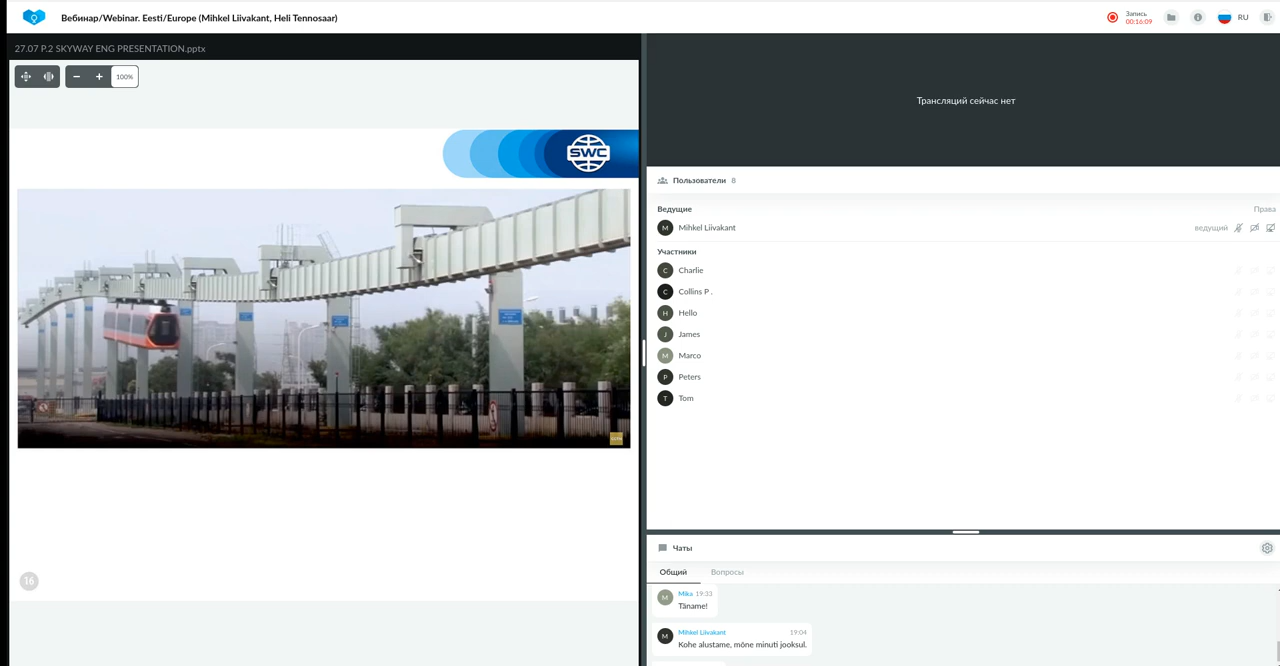 Вебинар/Webinar. Eesti/Europe (Mihkel Liivakant, Heli Tennosaar)
Запись
00:16:09
RU
27.07 P.2 SKYWAY ENG PRESENTATION.pptx
100%
SWC
16
Трансляций сейчас нет
Пользователи 8
Ведущие Права
M Mihkel Liivakant ведущий
Участники
C Charlie
C Collins P .
H Hello
J James
M Marco
P Peters
T Tom
Чаты
Общий Вопросы
M Mika 19:33
Täname!
M Mihkel Liivakant 19:04
Kohe alustame, mõne minuti jooksul.